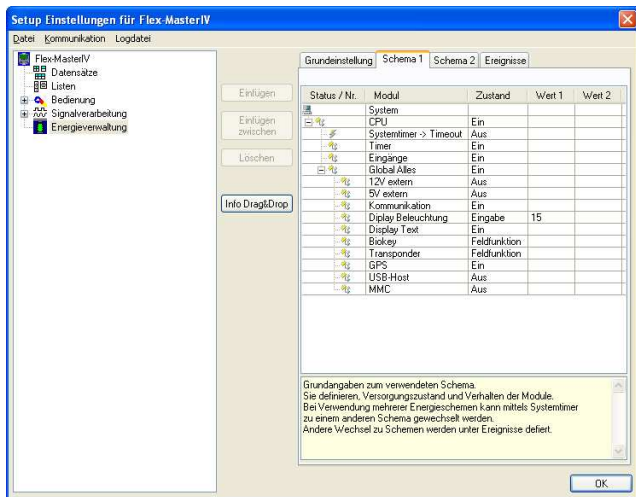 Setup Einstellungen für Flex-MasterIV
Datei Kommunikation Logdatei
Flex-MasterIV
Datensätze
Listen
Bedienung
Signalverarbeitung
Energieverwaltung
Einfügen
Einfügen
zwischen
Löschen
Info Drag&Drop
Grundeinstellung Schema 1 Schema 2 Ereignisse
Status / Nr. Modul Zustand Wert 1 Wert 2
System
CPU Ein
Systemtimer -> Timeout Aus
Timer Ein
Eingänge Ein
Global Alles Ein
12V extern Aus
5V extern Aus
Kommunikation Ein
Diplay Beleuchtung Eingabe 15
Display Text Ein
Biokey Feldfunktion
Transponder Feldfunktion
GPS Ein
USB-Host Aus
MMC Aus
Grundangaben zum verwendeten Schema.
Sie definieren, Versorgungszustand und Verhalten der Module.
Bei Verwendung mehrerer Energieschemen kann mittels Systemtimer
zu einem anderen Schema gewechselt werden.
Andere Wechsel zu Schemen werden unter Ereignisse defiert.
OK